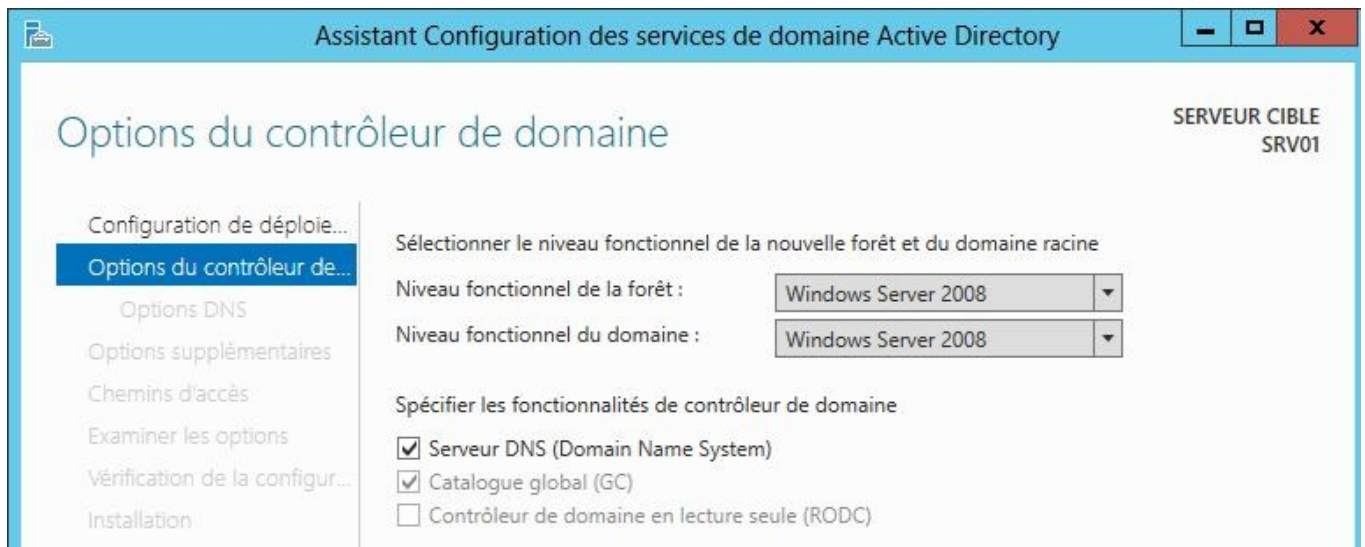 Assistant Configuration des services de domaine Active Directory
Options du contrôleur de domaine
SERVEUR CIBLE
SRV01
Configuration de déploie...
Options du contrôleur de...
Options DNS
Options supplémentaires
Chemins d'accès
Examiner les options
Vérification de la configur...
Installation
Sélectionner le niveau fonctionnel de la nouvelle forêt et du domaine racine
Niveau fonctionnel de la forêt : Windows Server 2008
Niveau fonctionnel du domaine : Windows Server 2008
Spécifier les fonctionnalités de contrôleur de domaine
Serveur DNS (Domain Name System)
Catalogue global (GC)
Contrôleur de domaine en lecture seule (RODC)